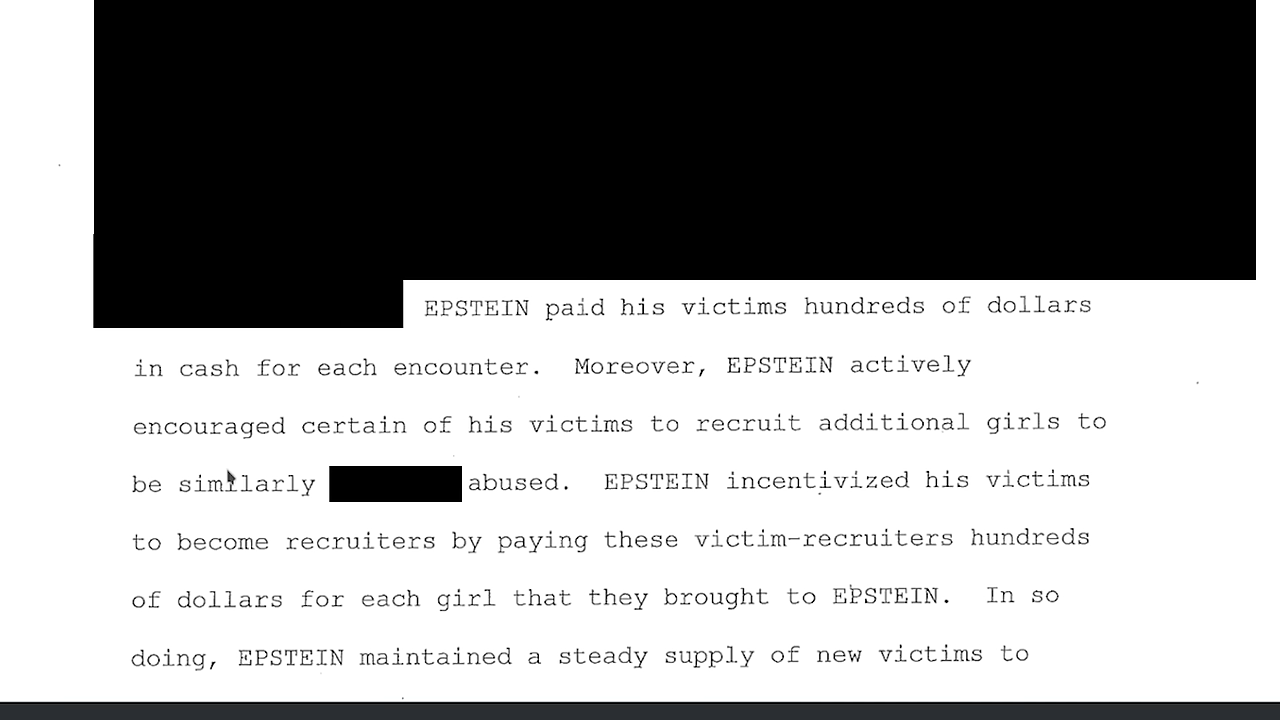 EPSTEIN paid his victims hundreds of dollars
in cash for each encounter. Moreover, EPSTEIN actively
encouraged certain of his victims to recruit additional girls to
be similarly abused. EPSTEIN incentivized his victims
to become recruiters by paying these victim-recruiters hundreds
of dollars for each girl that they brought to EPSTEIN. In so
doing, EPSTEIN maintained a steady supply of new victims to